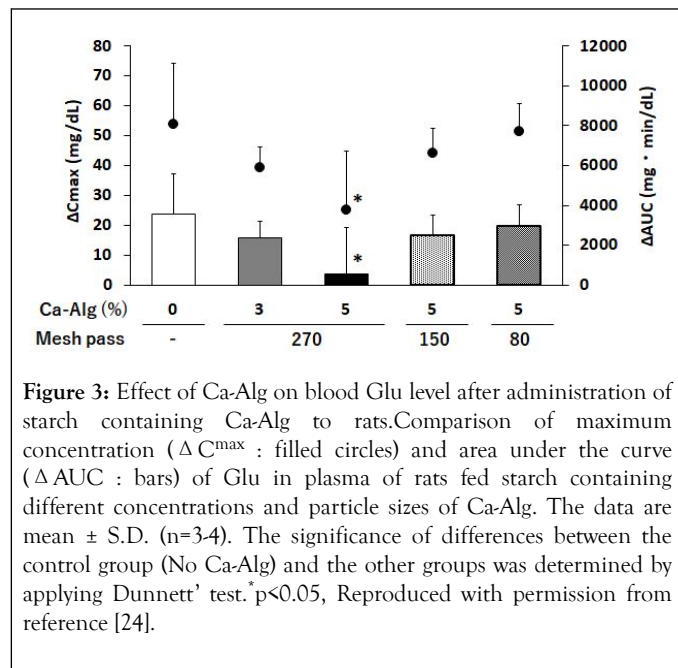 80
70
60
50
40
30
20
10
0
ΔCmax (mg/dL)
12000
10000
8000
6000
4000
2000
0
ΔAUC (mg・min/dL)
*
*
Ca-Alg (%) 0 3 5 5 5
Mesh pass - 270 150 80
Figure 3: Effect of Ca-Alg on blood Glu level after administration of
starch containing Ca-Alg to rats.Comparison of maximum
concentration (ΔC^max : filled circles) and area under the curve
(ΔAUC : bars) of Glu in plasma of rats fed starch containing
different concentrations and particle sizes of Ca-Alg. The data are
mean ± S.D. (n=3-4). The significance of differences between the
control group (No Ca-Alg) and the other groups was determined by
applying Dunnett' test.*p<0.05, Reproduced with permission from
reference [24].